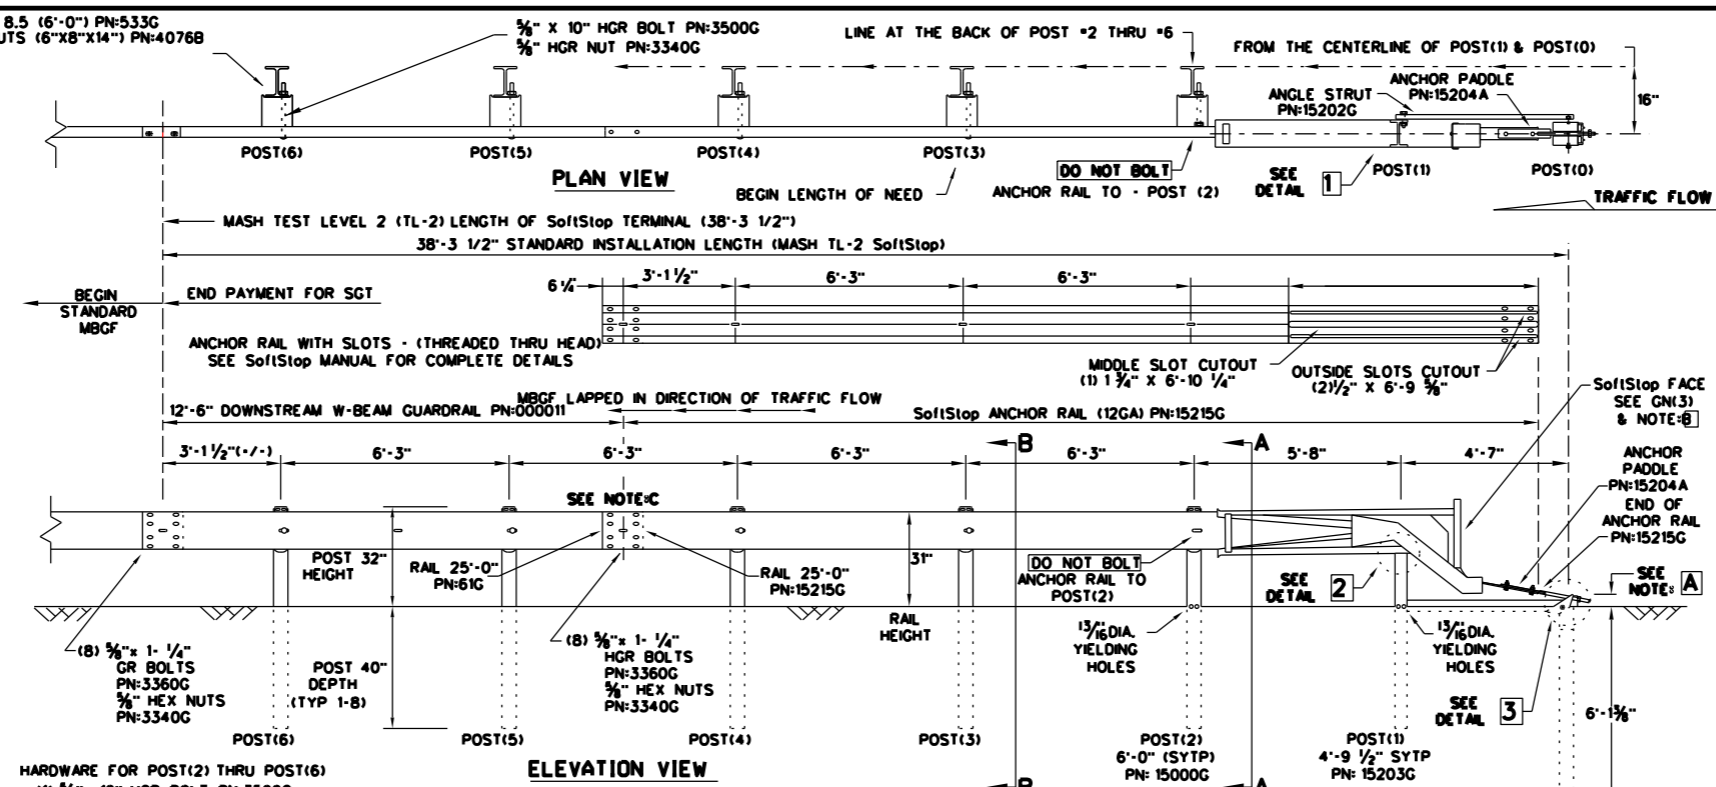 8.5 (6'-0") PN:533G
UTS (6"X8"X14") PN:4076B
⅝" X 10" HGR BOLT PN:3500G
⅝" HGR NUT PN:3340G
LINE AT THE BACK OF POST #2 THRU #6
FROM THE CENTERLINE OF POST(1) & POST(0)
ANCHOR PADDLE
PN:15204A
ANGLE STRUT
PN:15202G
16"
POST(6)
POST(5)
POST(4)
POST(3)
DO NOT BOLT
ANCHOR RAIL TO - POST (2)
SEE
DETAIL 1
POST(1)
POST(0)
PLAN VIEW
BEGIN LENGTH OF NEED
TRAFFIC FLOW
MASH TEST LEVEL 2 (TL-2) LENGTH OF SoftStop TERMINAL (38'-3 1/2")
38'-3 1/2" STANDARD INSTALLATION LENGTH (MASH TL-2 SoftStop)
6 ¼"
3'-1 ½"
6'-3"
6'-3"
BEGIN
STANDARD
MBGF
END PAYMENT FOR SGT
ANCHOR RAIL WITH SLOTS - (THREADED THRU HEAD)
SEE SoftStop MANUAL FOR COMPLETE DETAILS
MIDDLE SLOT CUTOUT
(1) 1 ¾" X 6'-10 ¼"
OUTSIDE SLOTS CUTOUT
(2)½" X 6'-9 ⅝"
SoftStop FACE
SEE GN(3)
& NOTE:B
MBGF LAPPED IN DIRECTION OF TRAFFIC FLOW
12'-6" DOWNSTREAM W-BEAM GUARDRAIL PN:000011
SoftStop ANCHOR RAIL (12GA) PN:15215G
B
A
3'-1 ½"(+/-)
6'-3"
6'-3"
6'-3"
6'-3"
5'-8"
4'-7"
ANCHOR
PADDLE
PN:15204A
END OF
ANCHOR RAIL
PN:15215G
SEE NOTE:C
POST 32"
HEIGHT
RAIL 25'-0"
PN:61G
RAIL 25'-0"
PN:15215G
31"
RAIL
HEIGHT
DO NOT BOLT
ANCHOR RAIL TO
POST(2)
SEE
DETAIL 2
SEE
NOTE: A
(8) ⅝"x 1- ¼"
GR BOLTS
PN:3360G
⅝" HEX NUTS
PN:3340G
POST 40"
DEPTH
(TYP 1-8)
(8) ⅝"x 1- ¼"
HGR BOLTS
PN:3360G
⅝" HEX NUTS
PN:3340G
13/16"DIA.
YIELDING
HOLES
13/16"DIA.
YIELDING
HOLES
SEE
DETAIL 3
6'-1⅜"
POST(6)
POST(5)
POST(4)
POST(3)
POST(2)
6'-0" (SYTP)
PN: 15000G
POST(1)
4'-9 ½" SYTP
PN: 15203G
HARDWARE FOR POST(2) THRU POST(6)
ELEVATION VIEW
B
A